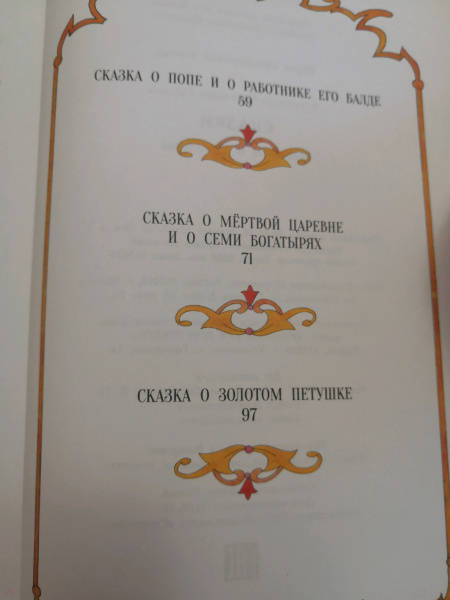 СКАЗКА О ПОПЕ И О РАБОТНИКЕ ЕГО БАЛДЕ
59
СКАЗКА О МЁРТВОЙ ЦАРЕВНЕ
И О СЕМИ БОГАТЫРЯХ
71
СКАЗКА О ЗОЛОТОМ ПЕТУШКЕ
97